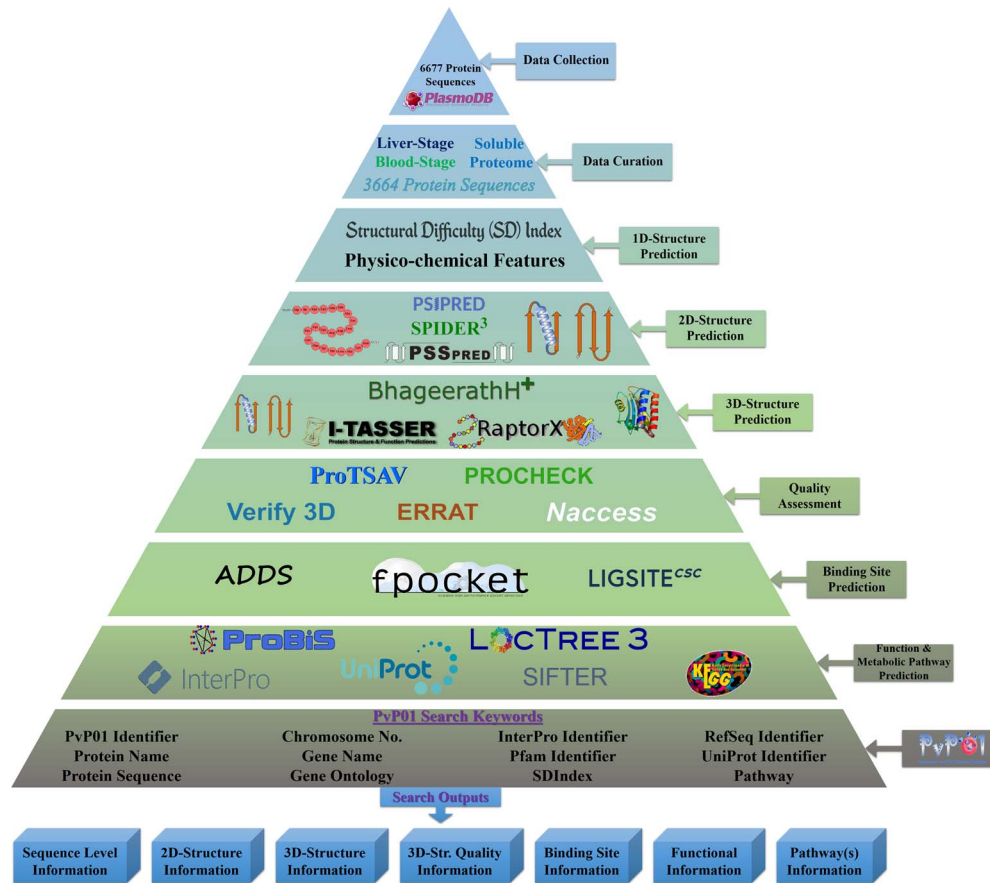 6677 Protein
Sequences
PlasmoDB
Data Collection
Liver-Stage Soluble
Blood-Stage Proteome
3664 Protein Sequences
Data Curation
Structural Difficulty (SD) Index
Physico-chemical Features
1D-Structure
Prediction
PSIPRED
SPIDER³
PSSPRED
2D-Structure
Prediction
BhageerathH+
I-TASSER
Protein Structure & Function Predictions
RaptorX
3D-Structure
Prediction
ProTSAV PROCHECK
Verify 3D ERRAT Naccess
Quality
Assessment
ADDS fpocket LIGSITEcsc
Binding Site
Prediction
ProBiS LOCTREE 3
InterPro UniProt SIFTER KEGG
Function &
Metabolic Pathway
Prediction
PvP01 Search Keywords
PvP01 Identifier Chromosome No. InterPro Identifier RefSeq Identifier
Protein Name Gene Name Pfam Identifier UniProt Identifier
Protein Sequence Gene Ontology SDIndex Pathway
PvP01
Search Outputs
Sequence Level 2D-Structure 3D-Structure 3D-Str. Quality Binding Site Functional Pathway(s)
Information Information Information Information Information Information Information